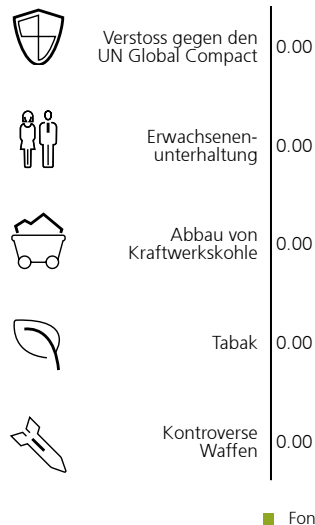 Verstoss gegen den
UN Global Compact
0.00
Erwachsenen-
unterhaltung
0.00
Abbau von
Kraftwerkskohle
0.00
Tabak
0.00
Kontroverse
Waffen
0.00
Fon